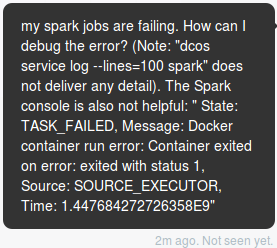 my spark jobs are failing. How can I
debug the error? (Note: "dcos
service log --lines=100 spark" does
not deliver any detail). The Spark
console is also not helpful: " State:
TASK_FAILED, Message: Docker
container run error: Container exited
on error: exited with status 1,
Source: SOURCE_EXECUTOR,
Time: 1.447684272726358E9"
2m ago. Not seen yet.